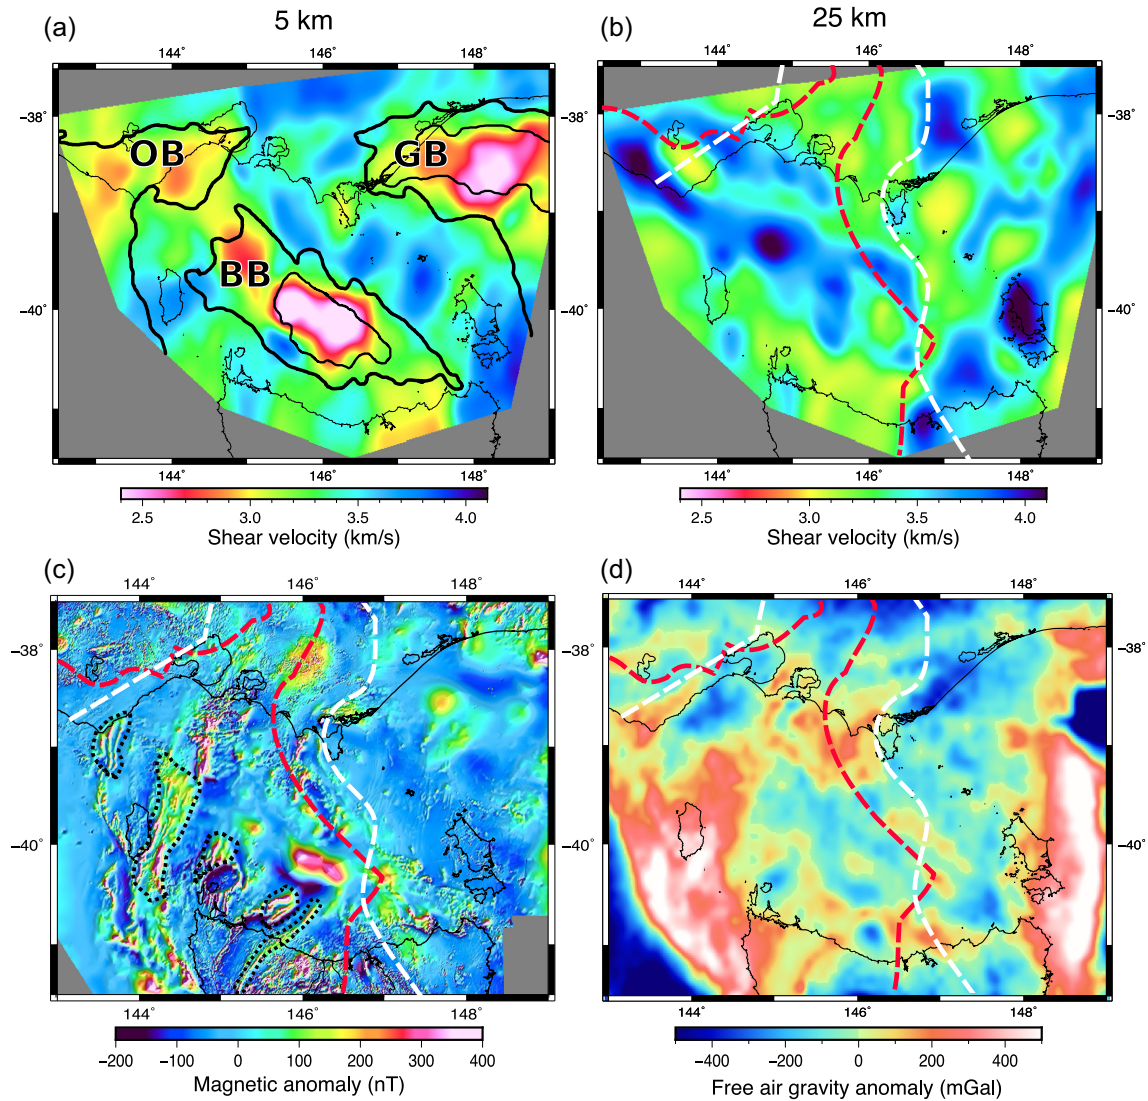 (a)
5 km
(b)
25 km
144° 146° 148°
144° 146° 148°
−38°
−40°
OB
GB
BB
−38°
−40°
144° 146° 148°
144° 146° 148°
2.5 3.0 3.5 4.0
Shear velocity (km/s)
2.5 3.0 3.5 4.0
Shear velocity (km/s)
(c)
(d)
144° 146° 148°
144° 146° 148°
−38°
−40°
−38°
−40°
144° 146° 148°
144° 146° 148°
−200 −100 0 100 200 300 400
Magnetic anomaly (nT)
−400 −200 0 200 400
Free air gravity anomaly (mGal)